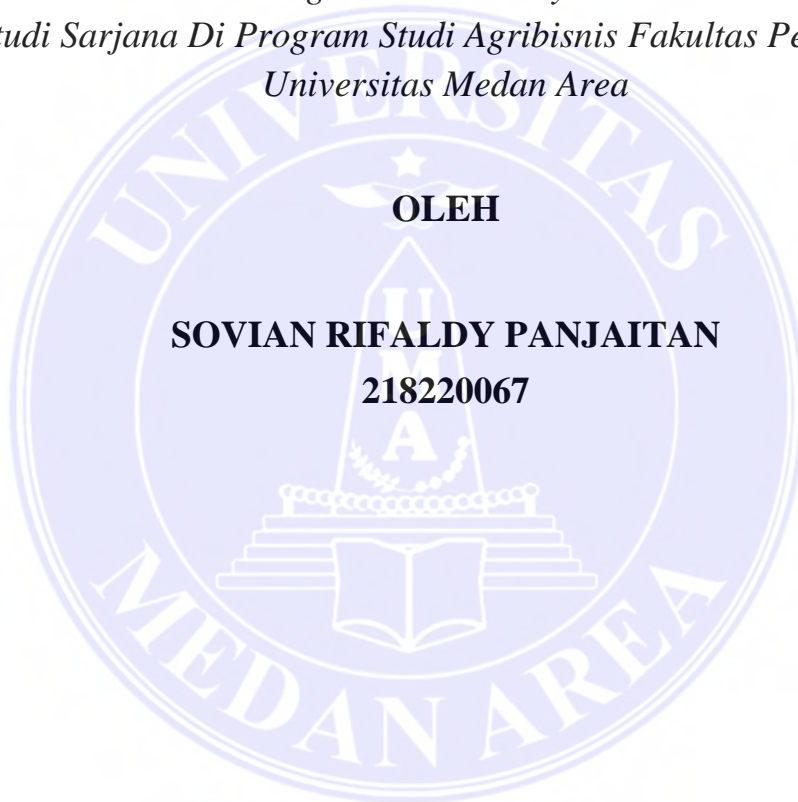 tudi Sarjana Di Program Studi Agribisnis Fakultas Pe
Universitas Medan Area
OLEH
SOVIAN RIFALDY PANJAITAN
218220067
UNIVERSITAS
UMA
MEDAN AREA